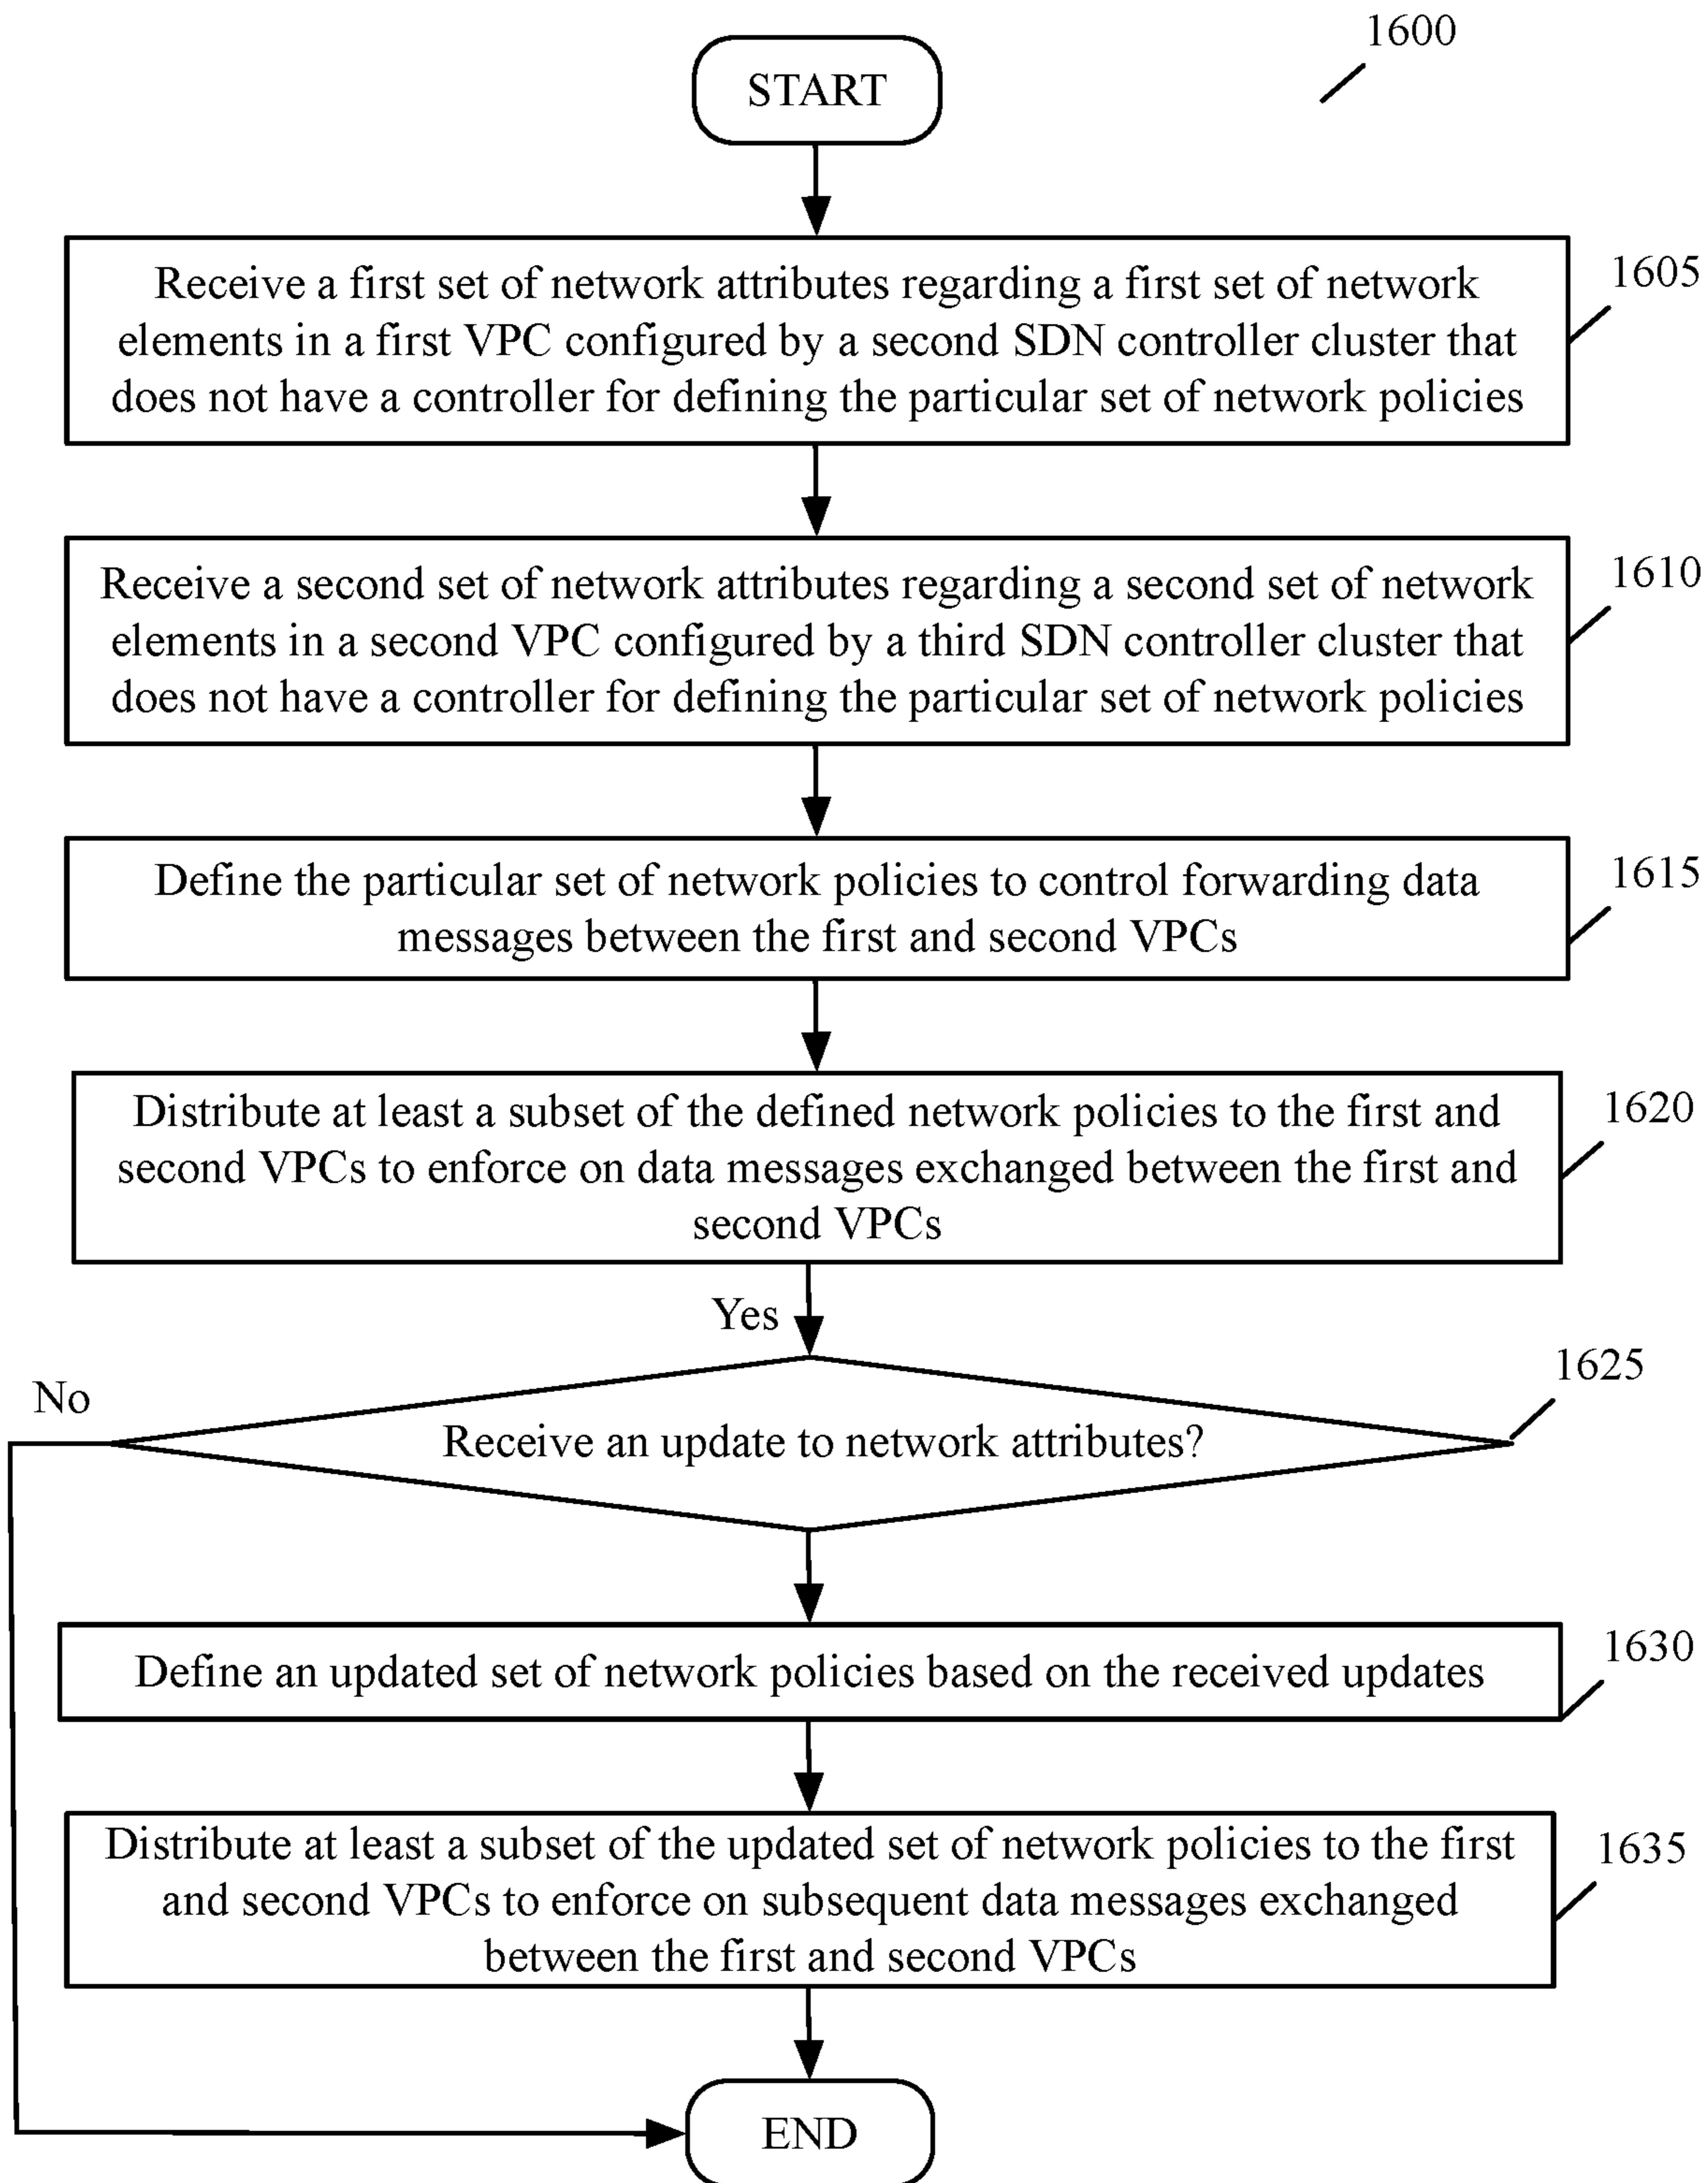 1600
START
Receive a first set of network attributes regarding a first set of network
elements in a first VPC configured by a second SDN controller cluster that
does not have a controller for defining the particular set of network policies
1605
Receive a second set of network attributes regarding a second set of network
elements in a second VPC configured by a third SDN controller cluster that
does not have a controller for defining the particular set of network policies
1610
Define the particular set of network policies to control forwarding data
messages between the first and second VPCs
1615
Distribute at least a subset of the defined network policies to the first and
second VPCs to enforce on data messages exchanged between the first and
second VPCs
1620
Yes
No
Receive an update to network attributes?
1625
Define an updated set of network policies based on the received updates
1630
Distribute at least a subset of the updated set of network policies to the first
and second VPCs to enforce on subsequent data messages exchanged
between the first and second VPCs
1635
END